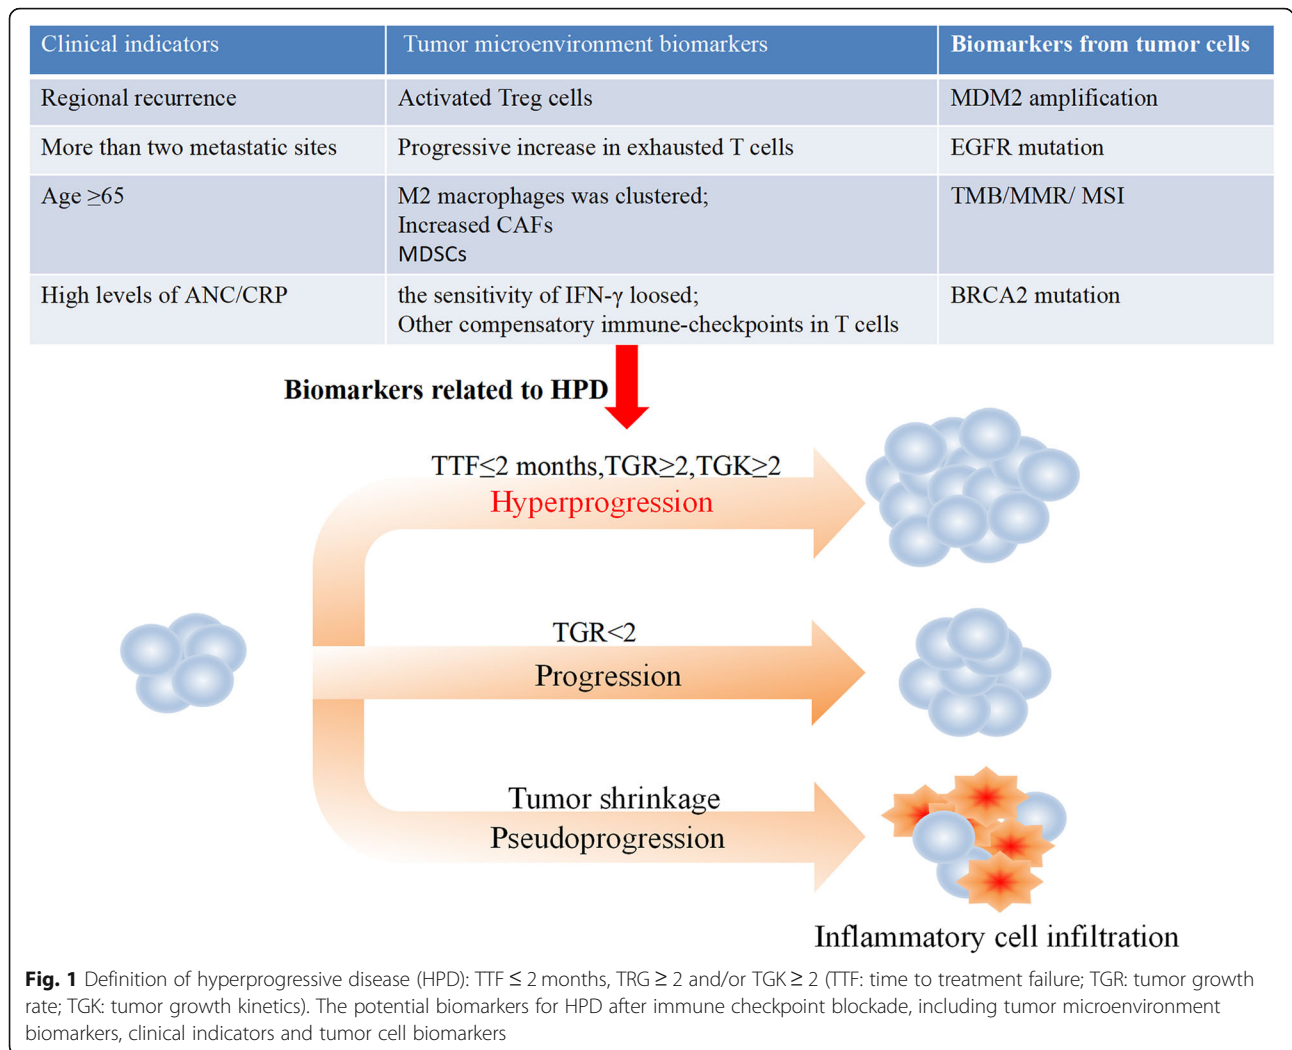 Clinical indicators
Tumor microenvironment biomarkers
Biomarkers from tumor cells
Regional recurrence
Activated Treg cells
MDM2 amplification
More than two metastatic sites
Progressive increase in exhausted T cells
EGFR mutation
Age ≥65
M2 macrophages was clustered;
Increased CAFs
MDSCs
TMB/MMR/ MSI
High levels of ANC/CRP
the sensitivity of IFN-γ loosed;
Other compensatory immune-checkpoints in T cells
BRCA2 mutation
Biomarkers related to HPD
TTF≤2 months,TGR≥2,TGK≥2
Hyperprogression
TGR<2
Progression
Tumor shrinkage
Pseudoprogression
Inflammatory cell infiltration
Fig. 1 Definition of hyperprogressive disease (HPD): TTF ≤ 2 months, TRG ≥ 2 and/or TGK ≥ 2 (TTF: time to treatment failure; TGR: tumor growth
rate; TGK: tumor growth kinetics). The potential biomarkers for HPD after immune checkpoint blockade, including tumor microenvironment
biomarkers, clinical indicators and tumor cell biomarkers